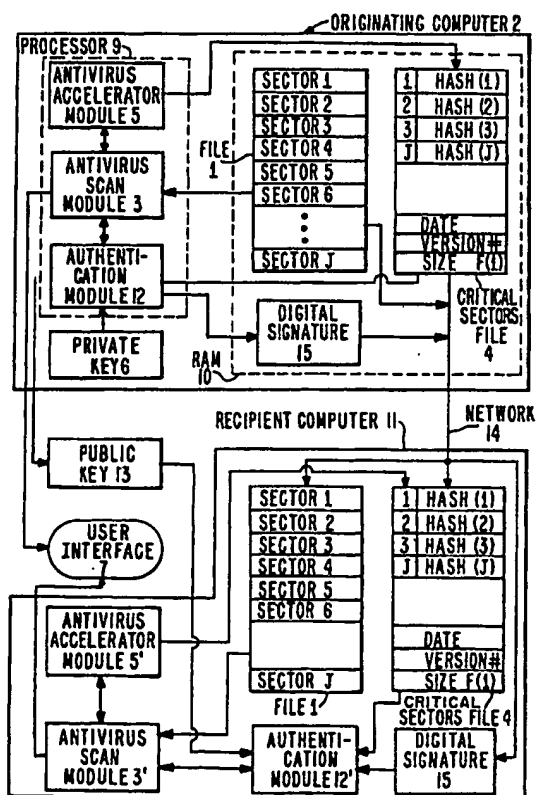 ORIGINATING COMPUTER 2
PROCESSOR 9
ANTIVIRUS
ACCELERATOR
MODULE 5
ANTIVIRUS
SCAN
MODULE 3
AUTHENTI-
CATION
MODULE 12
PRIVATE
KEY 6
FILE
1
SECTOR 1
SECTOR 2
SECTOR 3
SECTOR 4
SECTOR 5
SECTOR 6
SECTOR J
1 HASH (1)
2 HASH (2)
3 HASH (3)
J HASH (J)
DATE
VERSION#
SIZE F(1)
CRITICAL
SECTORS
FILE
4
DIGITAL
SIGNATURE
15
RAM
10
NETWORK
14
RECIPIENT COMPUTER 11
PUBLIC
KEY 13
USER
INTERFACE
7
ANTIVIRUS
ACCELERATOR
MODULE 5'
ANTIVIRUS
SCAN
MODULE 3'
SECTOR 1
SECTOR 2
SECTOR 3
SECTOR 4
SECTOR 5
SECTOR 6
SECTOR J
FILE 1
1 HASH (1)
2 HASH (2)
3 HASH (3)
J HASH (J)
DATE
VERSION#
SIZE F(1)
CRITICAL
SECTORS FILE 4
AUTHENTI-
CATION
MODULE 12'
DIGITAL
SIGNATURE
15